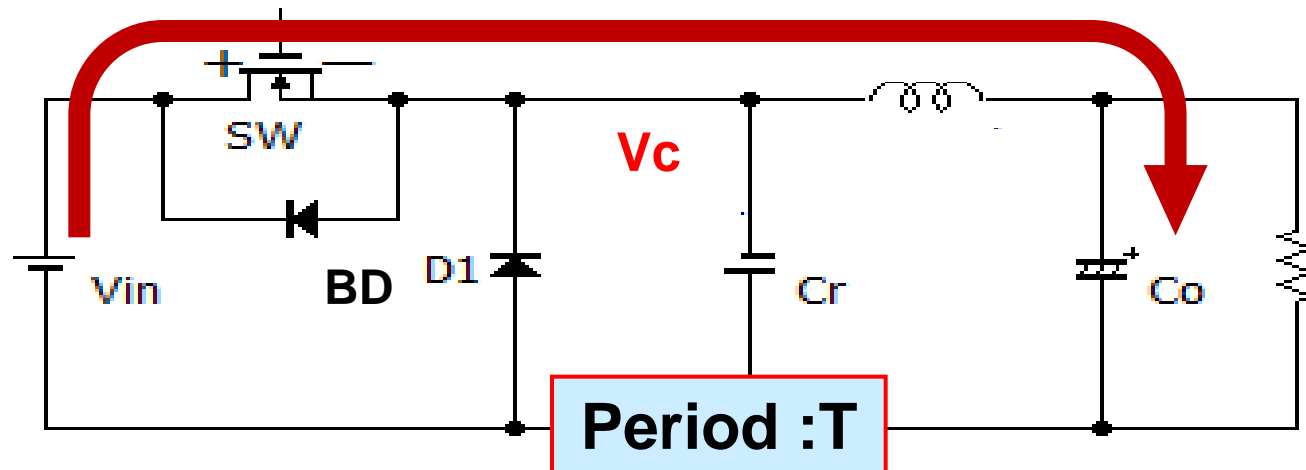 SW
Vc
Vin
BD
D1
Cr
Co
Period :T